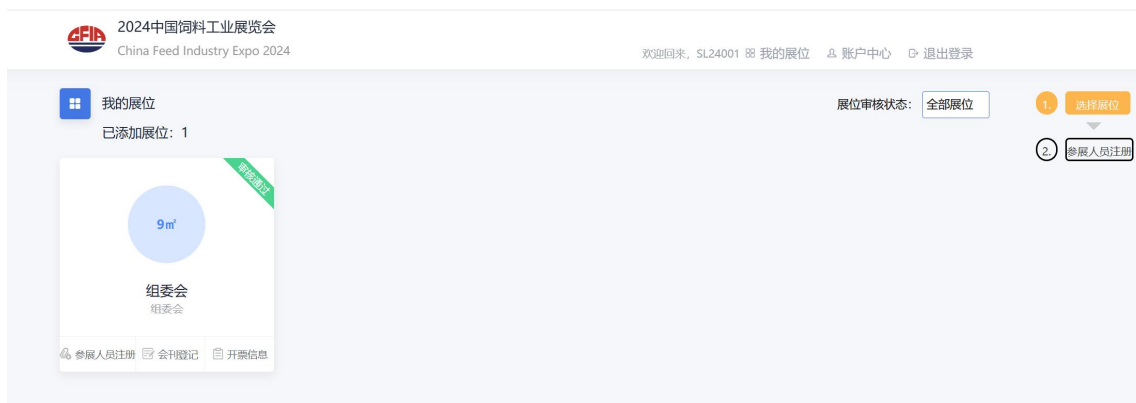 CFIA
2024中国饲料工业展览会
China Feed Industry Expo 2024
欢迎回来，SL24001 我的展位 账户中心 退出登录
我的展位
已添加展位：1
展位审核状态： 全部展位
1. 选择展位
2. 参展人员注册
审核通过
9㎡
组委会
组委会
参展人员注册 会刊登记 开票信息